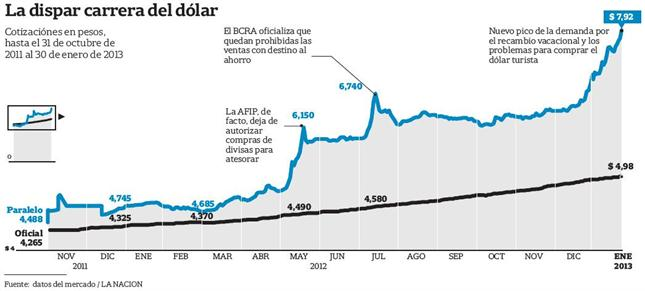 La dispar carrera del dólar
Cotizaciónes en pesos,
hasta el 31 de octubre de
2011 al 30 de enero de 2013
El BCRA oficializa que
quedan prohibidas las
ventas con destino al
ahorro
Nuevo pico de la demanda por
el recambio vacacional y los
problemas para comprar el
dólar turista
$ 7,92
6,740
La AFIP, de
facto, deja de
autorizar
compras de
divisas para
atesorar
6,150
0
$ 4,98
Paralelo
4,488
4,745
4,685
4,325
4,370
4,490
4,580
Oficial
4,265
$ 4
NOV DIC ENE FEB MAR ABR MAY JUN JUL AGO SEP OCT NOV DIC ENE
2011 2012 2013
Fuente: datos del mercado / LA NACION